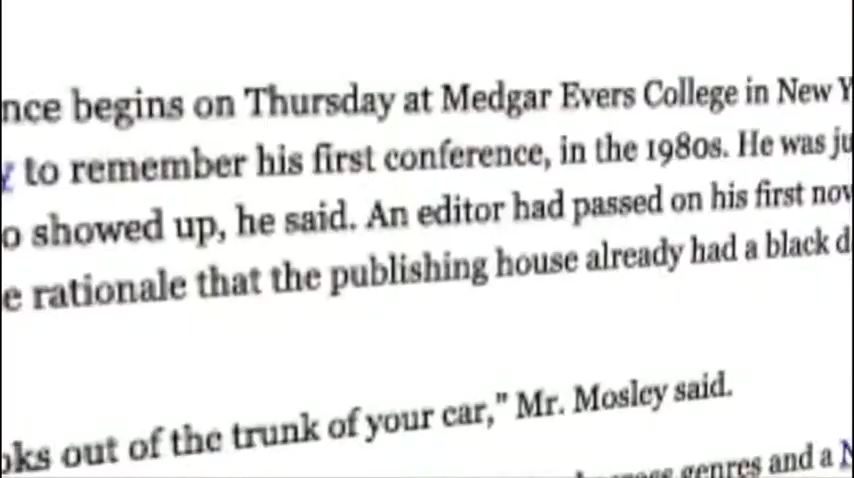 nce begins on Thursday at Medgar Evers College in New Y
to remember his first conference, in the 1980s. He was ju
o showed up, he said. An editor had passed on his first nov
e rationale that the publishing house already had a black d
oks out of the trunk of your car," Mr. Mosley said.
genres and a N